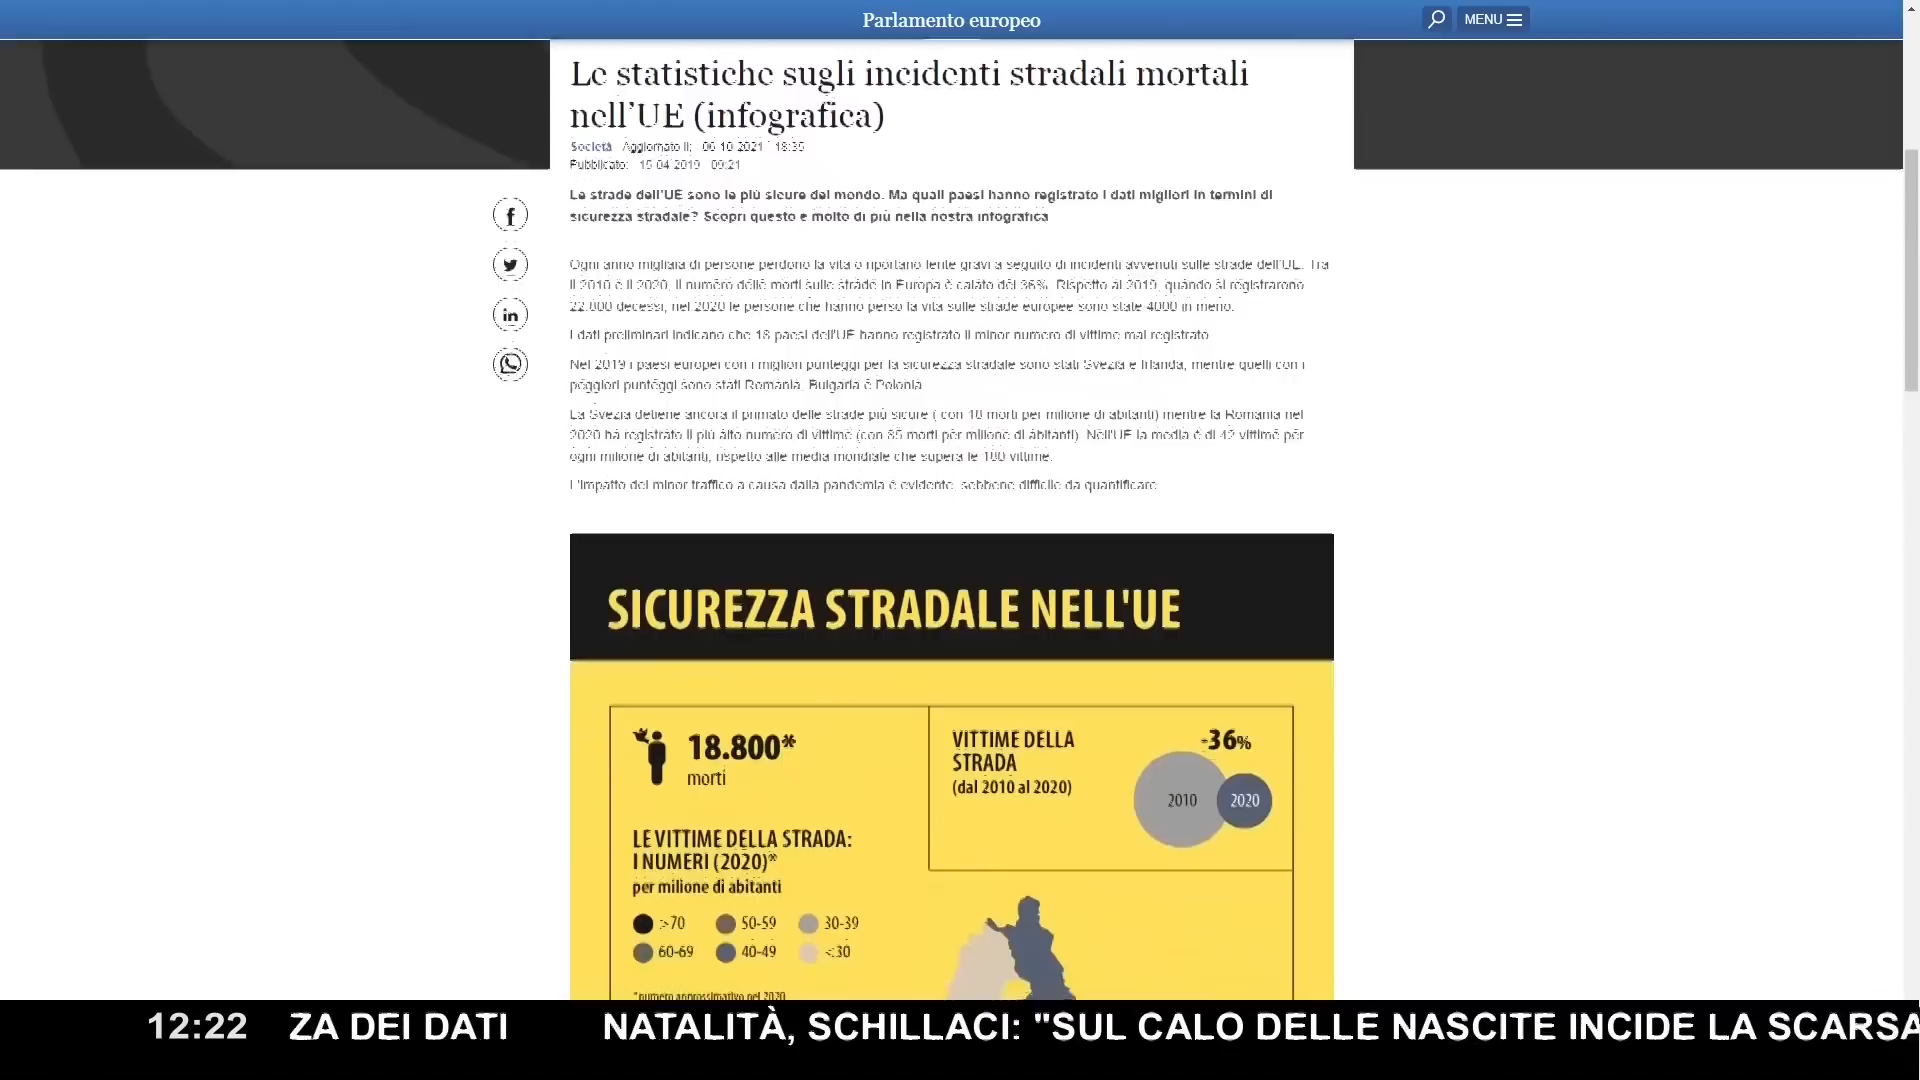 Parlamento europeo
MENU
Le statistiche sugli incidenti stradali mortali
nell'UE (infografica)
Società Aggiornato il: 06-10-2021 - 18:35
Pubblicato: 15-04-2019 - 09:21
Le strade dell'UE sono le più sicure del mondo. Ma quali paesi hanno registrato i dati migliori in termini di
sicurezza stradale? Scopri questo e molto di più nella nostra infografica
Ogni anno migliaia di persone perdono la vita o riportano ferite gravi a seguito di incidenti avvenuti sulle strade dell'UE. Tra
il 2010 e il 2020, il numero delle morti sulle strade in Europa è calato del 36%. Rispetto al 2019, quando si registrarono
22.800 decessi, nel 2020 le persone che hanno perso la vita sulle strade europee sono state 4000 in meno.
I dati preliminari indicano che 18 paesi dell'UE hanno registrato il minor numero di vittime mai registrato
Nel 2019 i paesi europei con i migliori punteggi per la sicurezza stradale sono stati Svezia e Irlanda, mentre quelli con i
peggiori punteggi sono stati Romania, Bulgaria e Polonia
La Svezia detiene ancora il primato delle strade più sicure ( con 18 morti per milione di abitanti) mentre la Romania nel
2020 ha registrato il più alto numero di vittime (con 85 morti per milione di abitanti). Nell'UE la media è di 42 vittime per
ogni milione di abitanti, rispetto alle media mondiale che supera le 180 vittime.
L'impatto del minor traffico a causa dalla pandemia è evidente, sebbene difficile da quantificare
SICUREZZA STRADALE NELL'UE
18.800*
morti
VITTIME DELLA
STRADA
(dal 2010 al 2020)
-36%
2010
2020
LE VITTIME DELLA STRADA:
I NUMERI (2020)*
per milione di abitanti
>70 50-59 30-39
60-69 40-49 <30
*numero approssimativo nel 2020
12:22 ZA DEI DATI NATALITÀ, SCHILLACI: "SUL CALO DELLE NASCITE INCIDE LA SCARSA